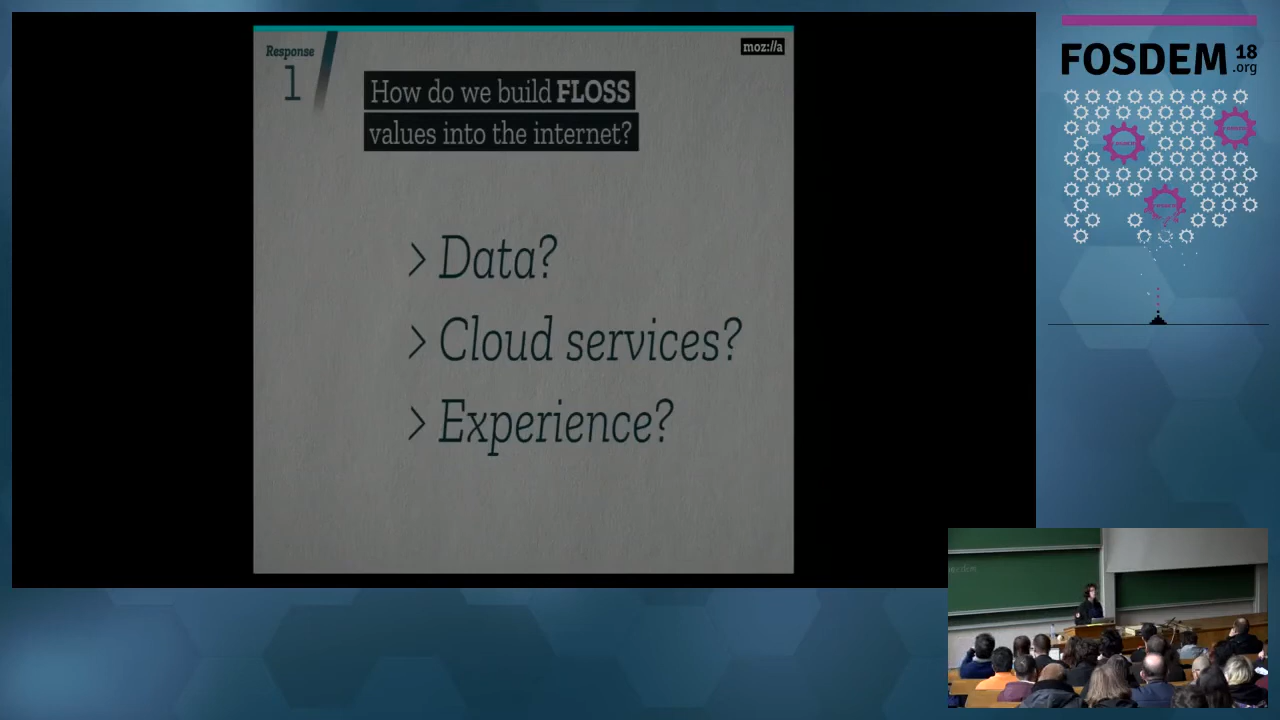 Response
1
moz://a
How do we build FLOSS
values into the internet?
> Data?
> Cloud services?
> Experience?
FOSDEM 18
.org